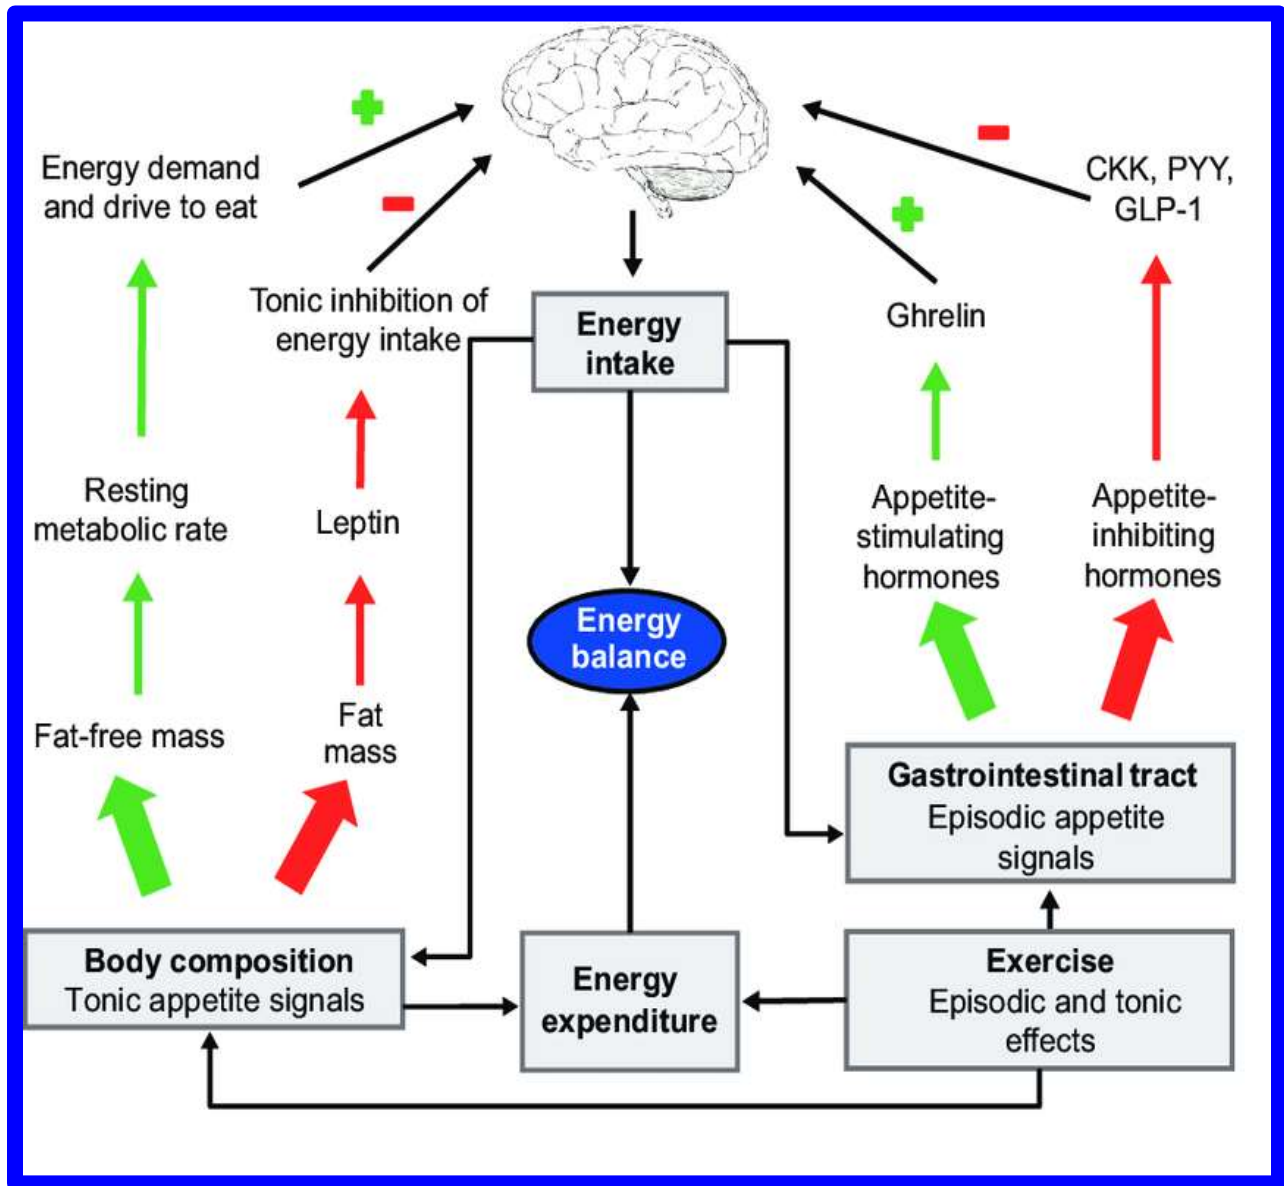 Energy demand
and drive to eat
CKK, PYY,
GLP-1
Tonic inhibition of
energy intake
Energy
intake
Ghrelin
Resting
metabolic rate
Leptin
Appetite-
stimulating
hormones
Appetite-
inhibiting
hormones
Energy
balance
Fat-free mass
Fat
mass
Gastrointestinal tract
Episodic appetite
signals
Body composition
Tonic appetite signals
Energy
expenditure
Exercise
Episodic and tonic
effects